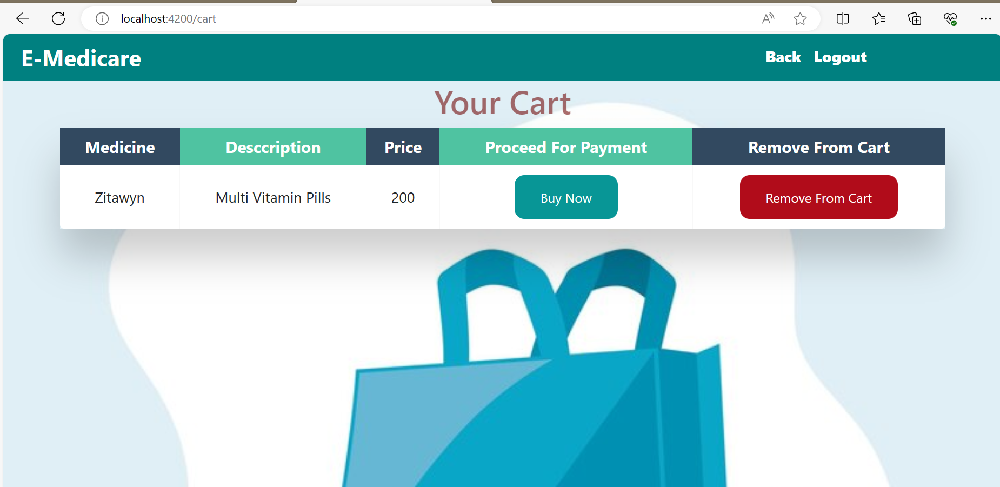 localhost:4200/cart
E-Medicare
Back Logout
Your Cart
Medicine Desccription Price Proceed For Payment Remove From Cart
Zitawyn Multi Vitamin Pills 200 Buy Now Remove From Cart